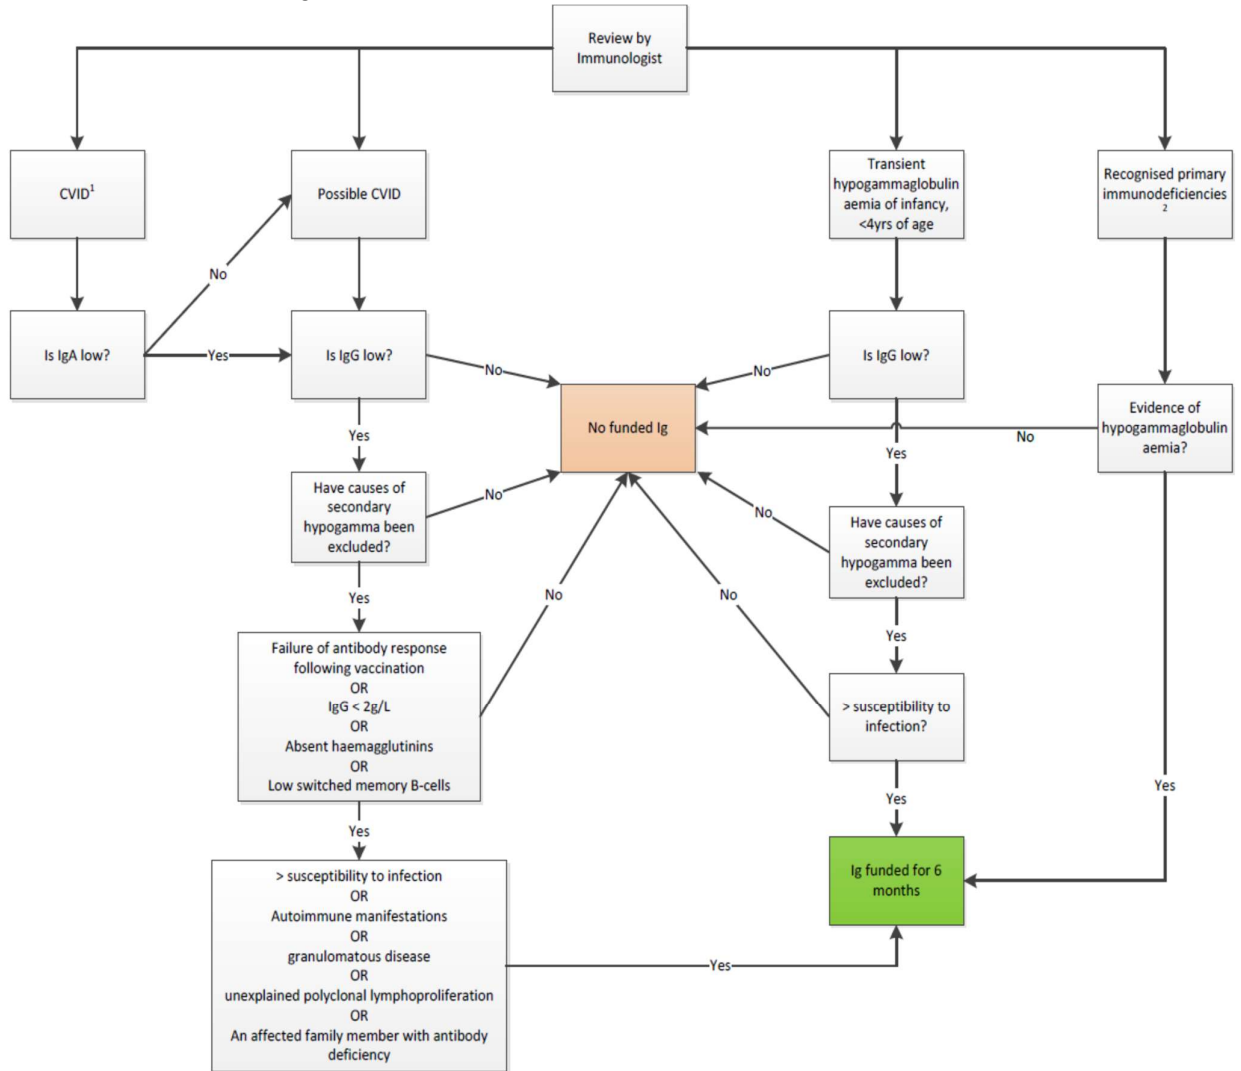 Review by
Immunologist
CVID1
Possible CVID
Transient
hypogammaglobulin
aemia of infancy,
<4yrs of age
Recognised primary
immunodeficiencies
2
No
Is IgA low?
Yes
Is IgG low?
No
No
Is IgG low?
No funded Ig
Evidence of
hypogammaglobulin
aemia?
No
Yes
Yes
Have causes of
secondary
hypogamma been
excluded?
No
No
Have causes of
secondary
hypogamma been
excluded?
Yes
No
No
Yes
Failure of antibody response
following vaccination
OR
IgG < 2g/L
OR
Absent haemagglutinins
OR
Low switched memory B-cells
> susceptibility to
infection?
Yes
Yes
Yes
> susceptibility to infection
OR
Autoimmune manifestations
OR
granulomatous disease
OR
unexplained polyclonal lymphoproliferation
OR
An affected family member with antibody
deficiency
Yes
Ig funded for 6
months